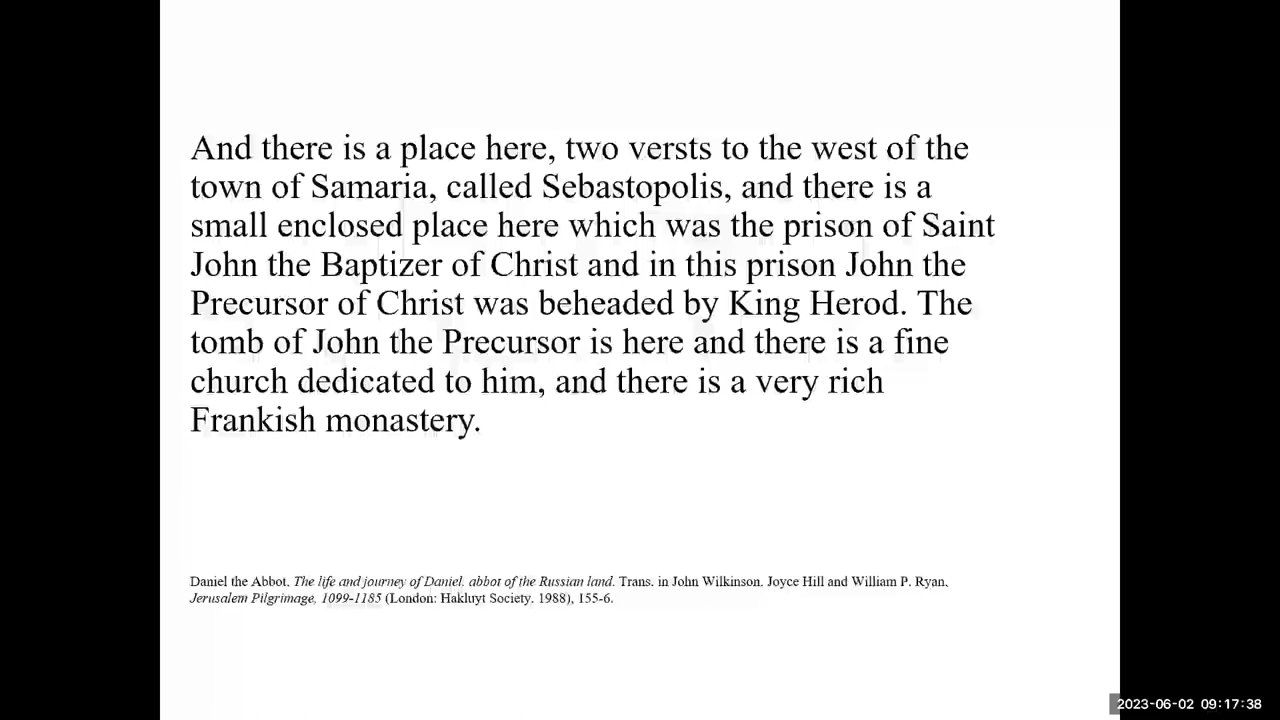 And there is a place here, two versts to the west of the
town of Samaria, called Sebastopolis, and there is a
small enclosed place here which was the prison of Saint
John the Baptizer of Christ and in this prison John the
Precursor of Christ was beheaded by King Herod. The
tomb of John the Precursor is here and there is a fine
church dedicated to him, and there is a very rich
Frankish monastery.
Daniel the Abbot. The life and journey of Daniel. abbot of the Russian land. Trans. in John Wilkinson. Joyce Hill and William P. Ryan,
Jerusalem Pilgrimage, 1099-1185 (London: Hakluyt Society. 1988), 155-6.
2023-06-02 09:17:38